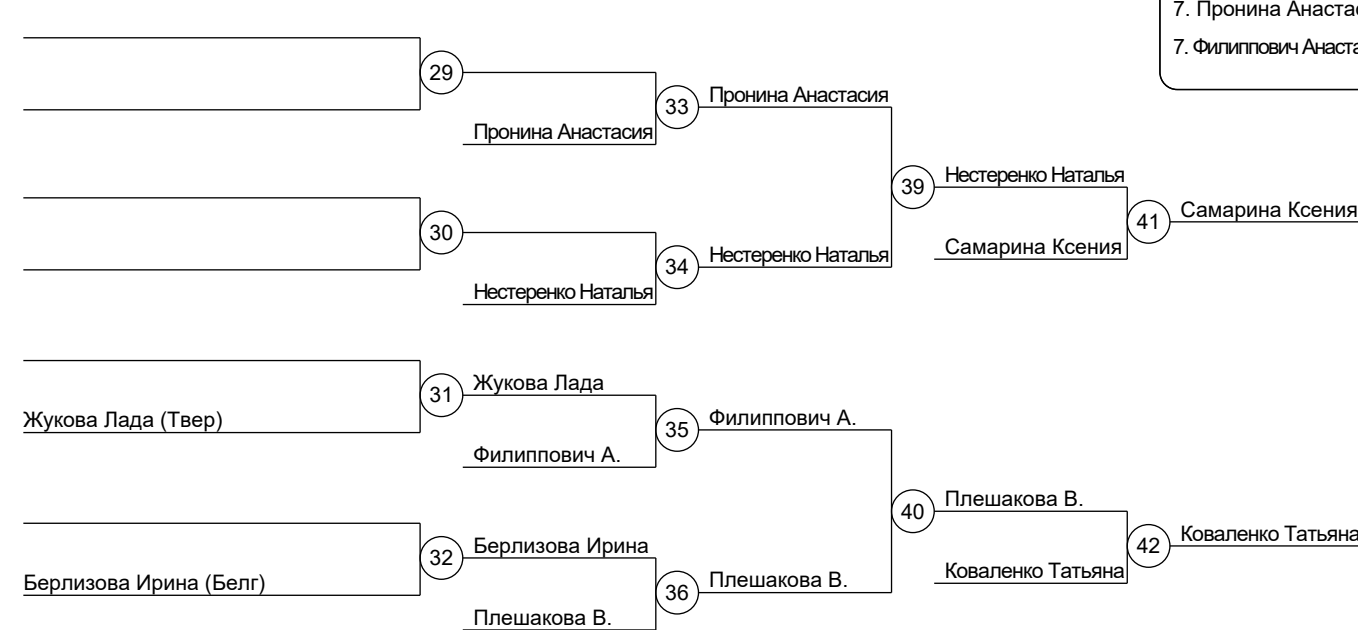 7. Пронина Анаста
7. Филиппович Анаста
29
Пронина Анастасия
33
Пронина Анастасия
39
Нестеренко Наталья
41
Самарина Ксения
30
Самарина Ксения
34
Нестеренко Наталья
Нестеренко Наталья
31
Жукова Лада
Жукова Лада (Твер)
35
Филиппович А.
Филиппович А.
40
Плешакова В.
42
Коваленко Татьяна
32
Берлизова Ирина
Коваленко Татьяна
Берлизова Ирина (Белг)
36
Плешакова В.
Плешакова В.